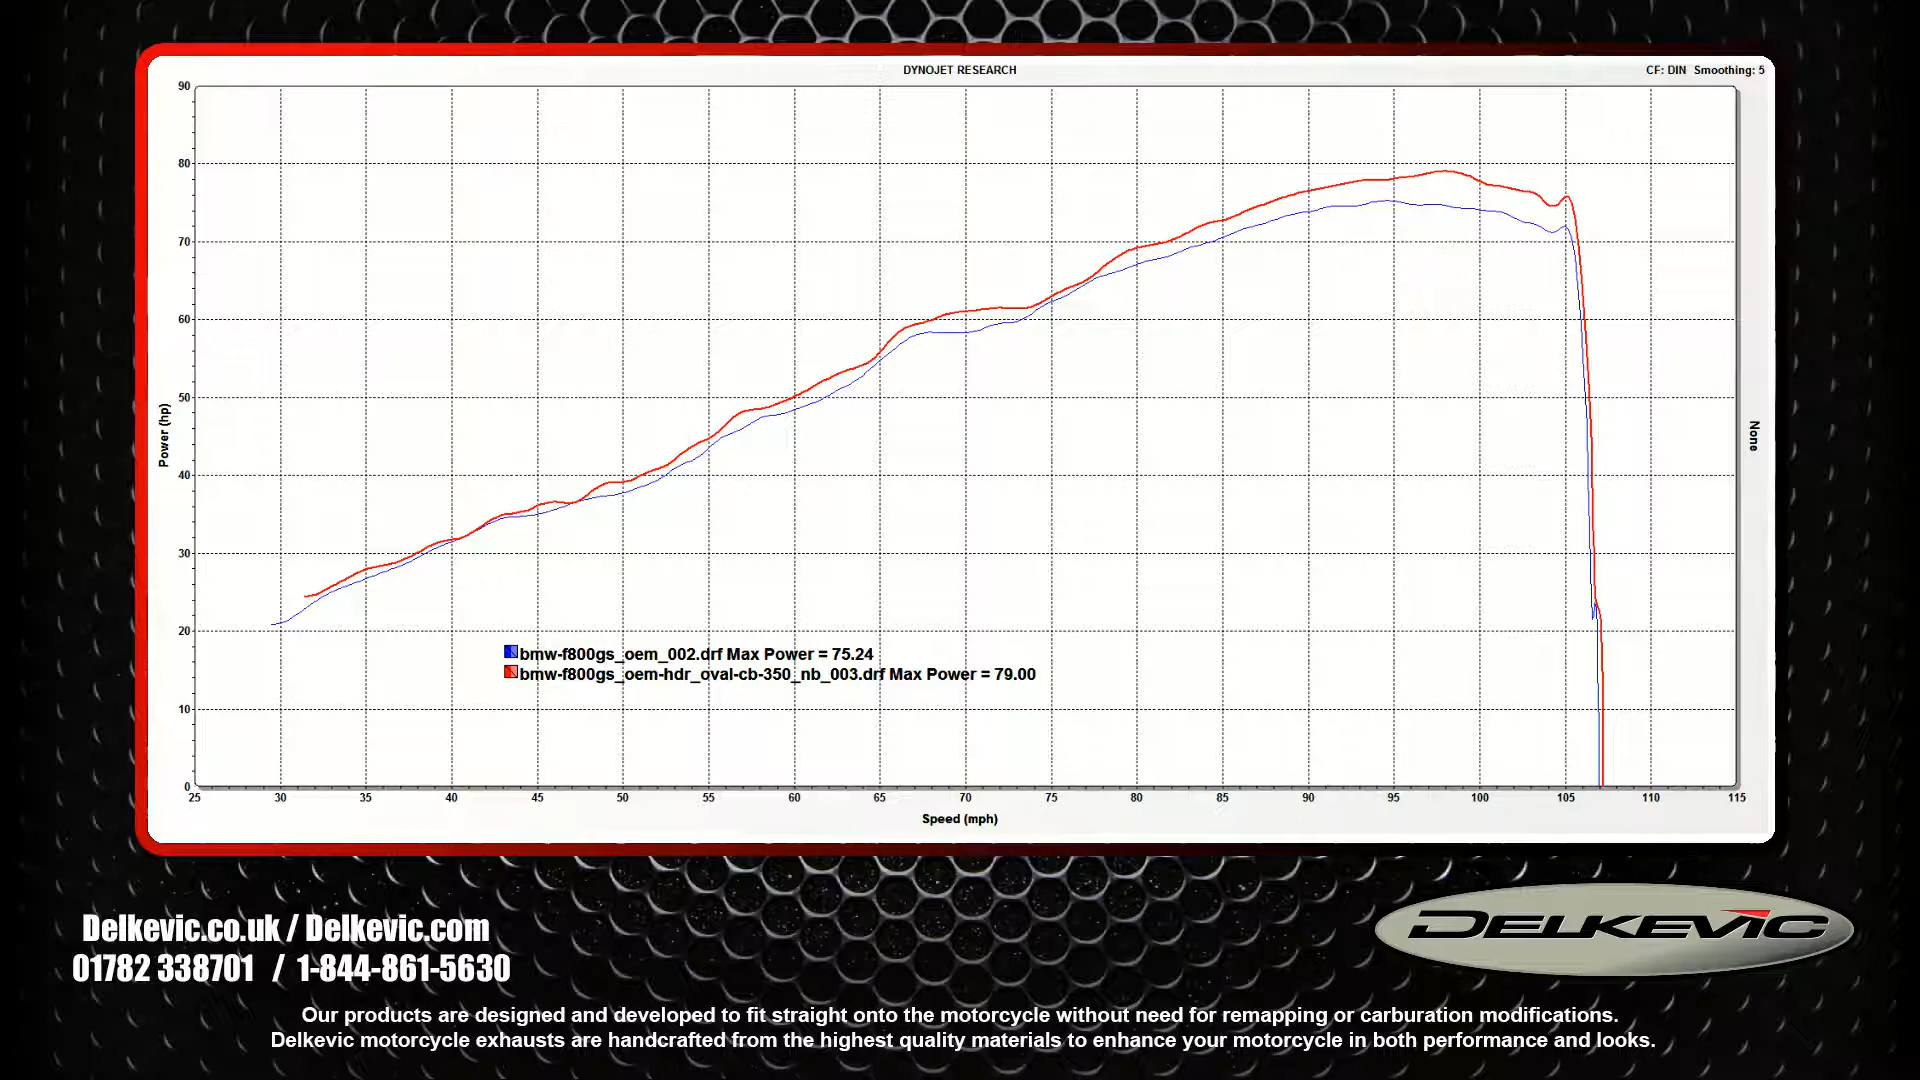 DYNOJET RESEARCH
CF: DIN Smoothing: 5
90
80
70
60
50
40
30
20
10
0
Power (hp)
None
bmw-f800gs_oem_002.drf Max Power = 75.24
bmw-f800gs_oem-hdr_oval-cb-350_nb_003.drf Max Power = 79.00
25 30 35 40 45 50 55 60 65 70 75 80 85 90 95 100 105 110 115
Speed (mph)
Delkevic.co.uk / Delkevic.com
01782 338701 / 1-844-861-5630
DELKEVIC
Our products are designed and developed to fit straight onto the motorcycle without need for remapping or carburation modifications.
Delkevic motorcycle exhausts are handcrafted from the highest quality materials to enhance your motorcycle in both performance and looks.